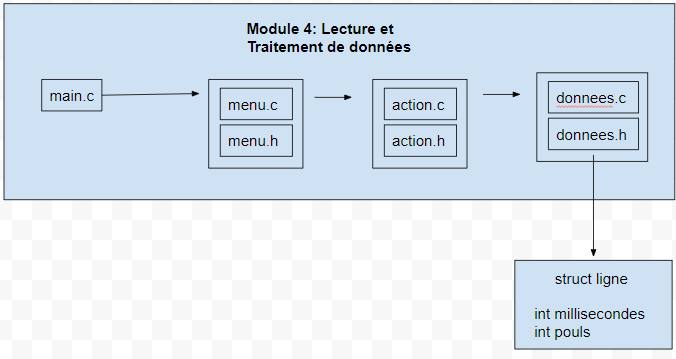 Module 4: Lecture et
Traitement de données
main.c
menu.c
menu.h
action.c
action.h
donnees.c
donnees.h
struct ligne
int millisecondes
int pouls